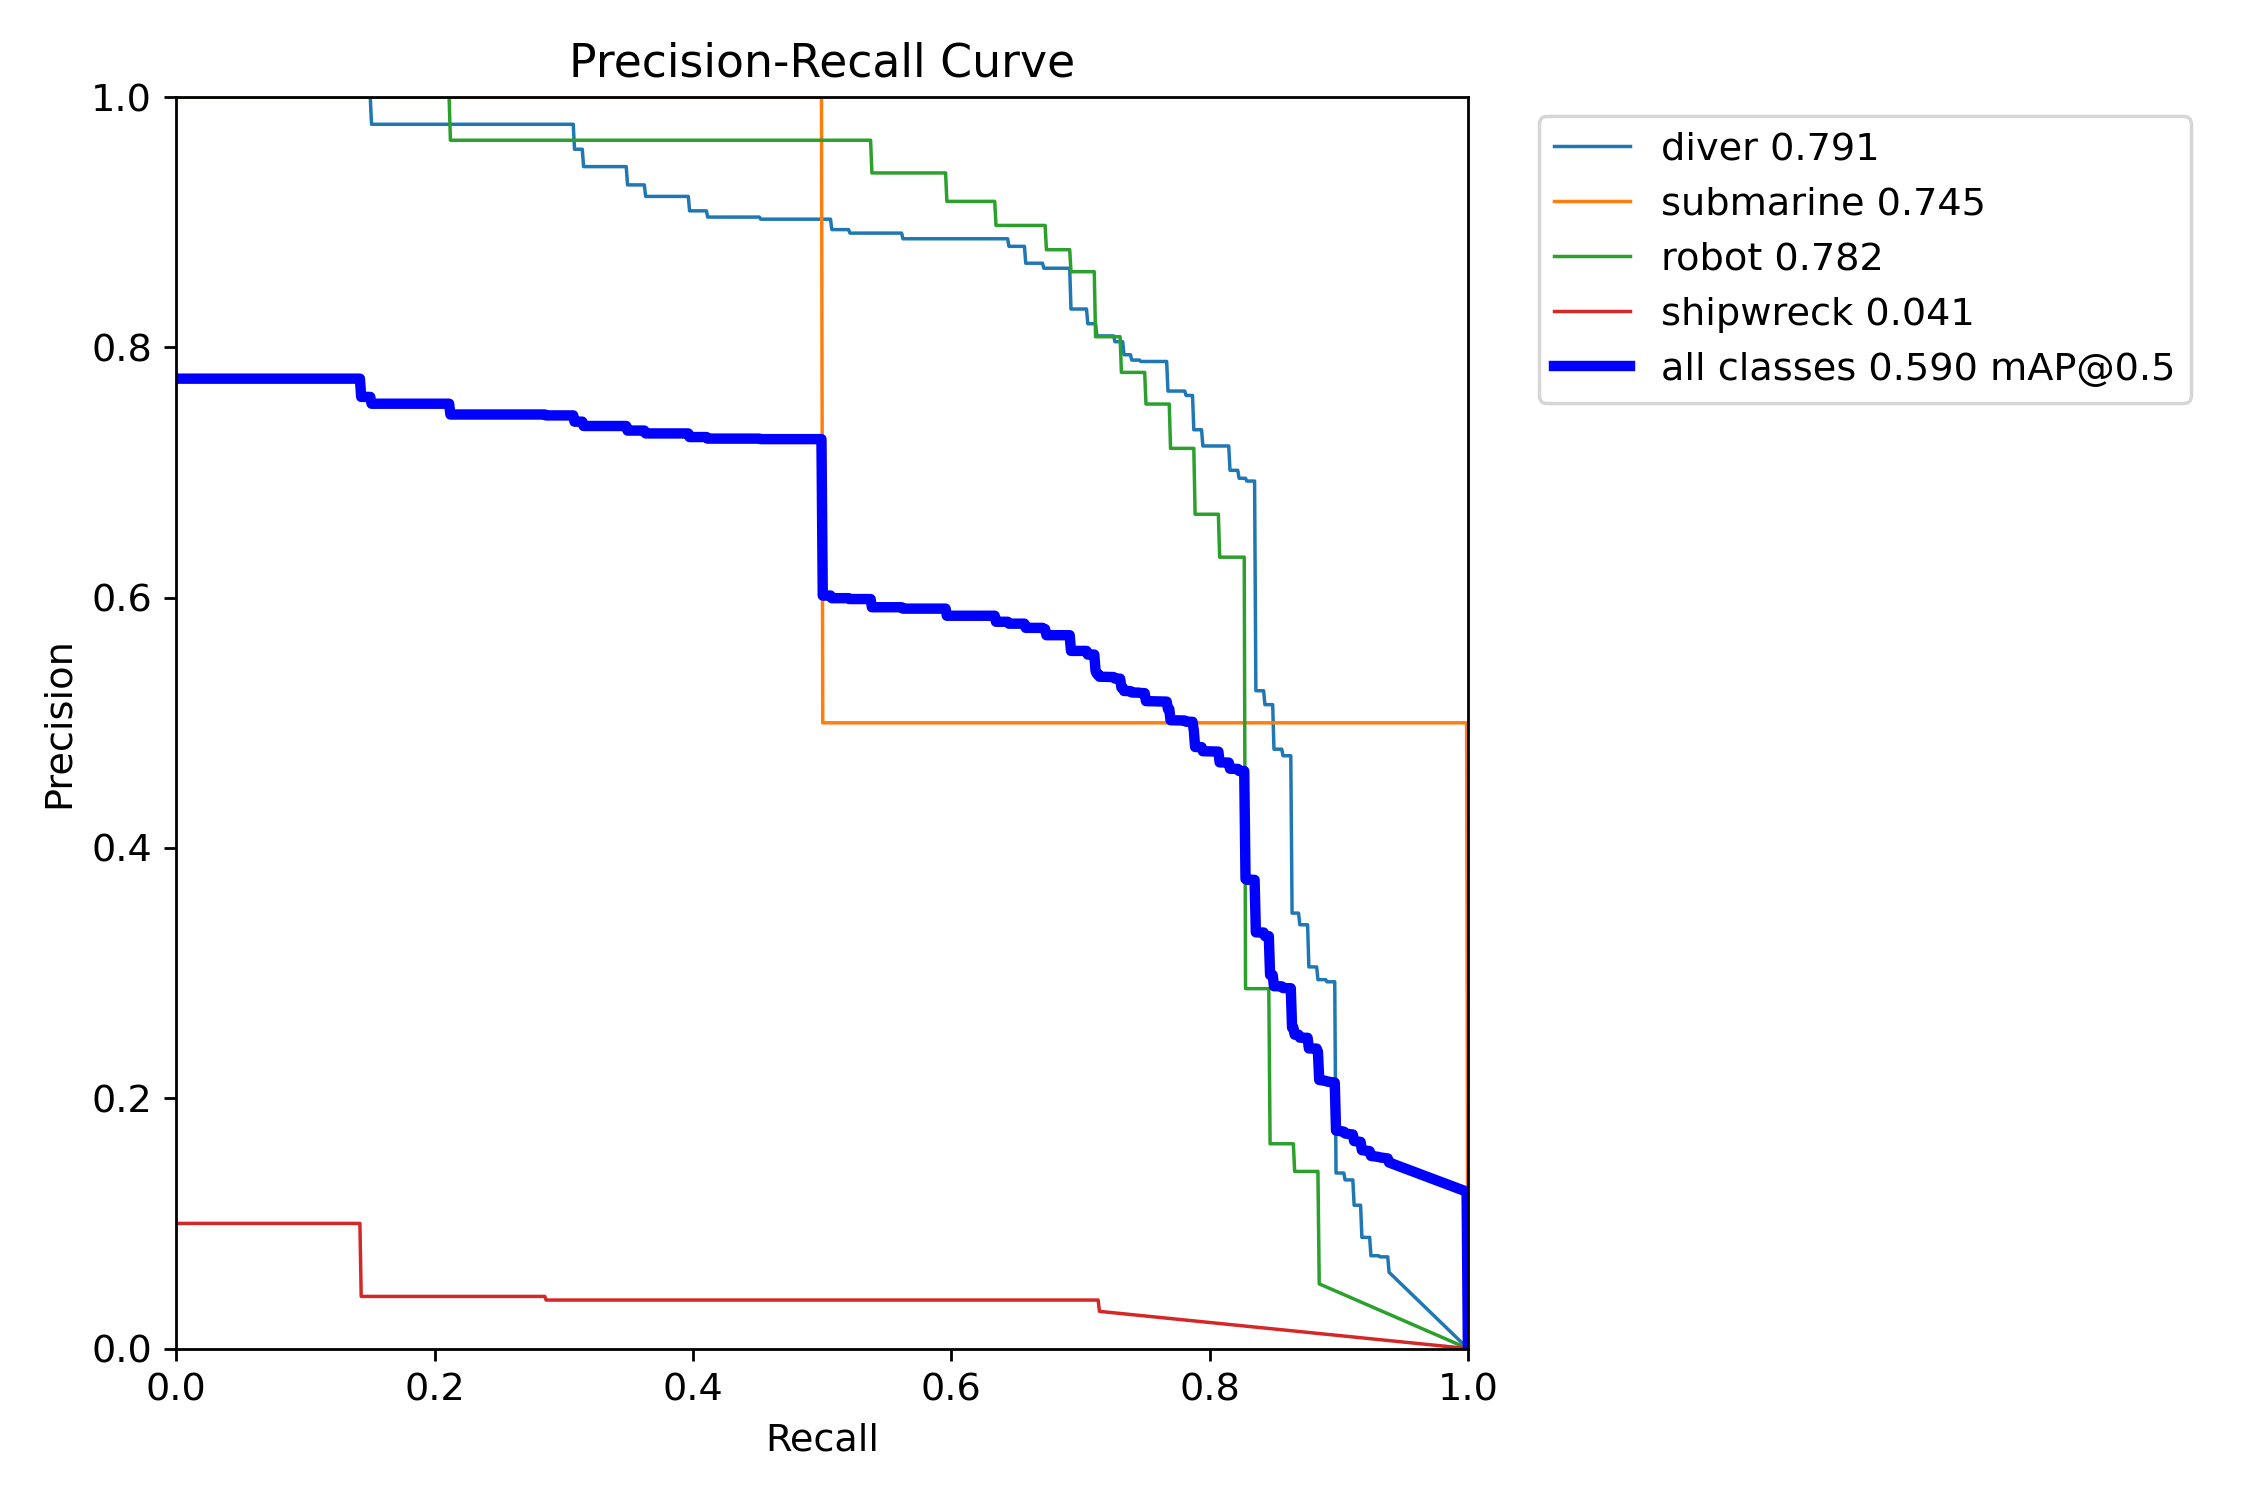 Precision-Recall Curve
1.0
0.8
0.6
0.4
0.2
0.0
Precision
0.0 0.2 0.4 0.6 0.8 1.0
Recall
diver 0.791
submarine 0.745
robot 0.782
shipwreck 0.041
all classes 0.590 mAP@0.5